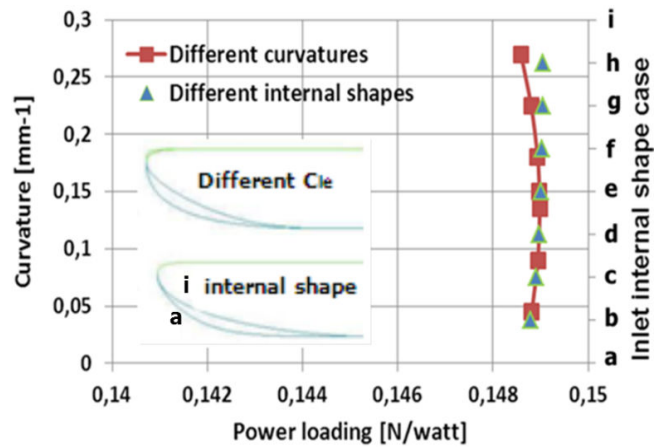 0,3
0,25
0,2
0,15
0,1
0,05
0
Curvature [mm-1]
Different curvatures
Different internal shapes
Different Cle
i internal shape
a
i
h
g
f
e
d
c
b
a
Inlet internal shape case
0,14 0,142 0,144 0,146 0,148 0,15
Power loading [N/watt]